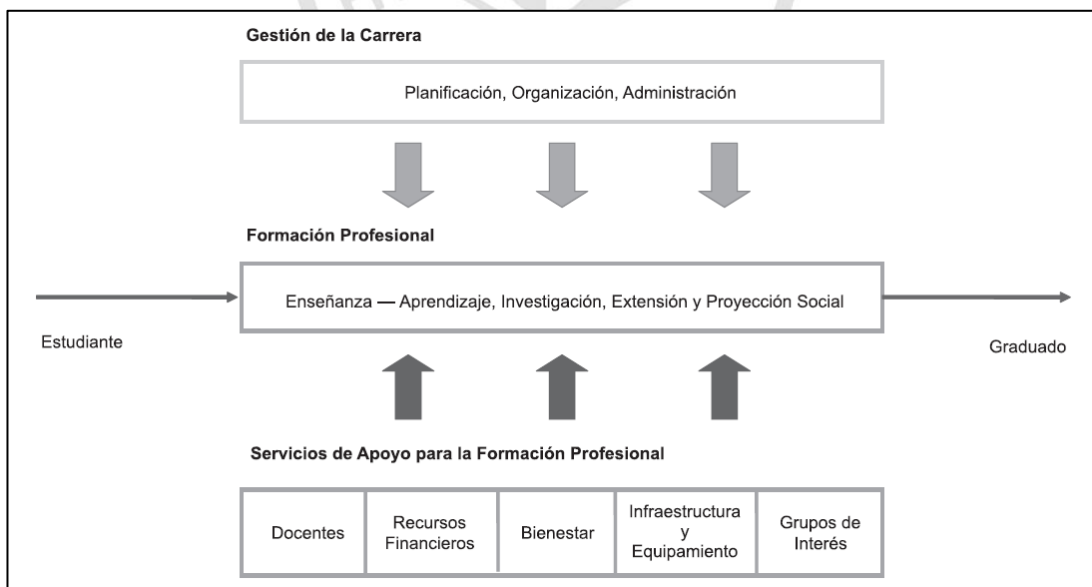 Gestión de la Carrera
Planificación, Organización, Administración
Formación Profesional
Enseñanza — Aprendizaje, Investigación, Extensión y Proyección Social
Estudiante
Graduado
Servicios de Apoyo para la Formación Profesional
Docentes
Recursos
Financieros
Bienestar
Infraestructura
y
Equipamiento
Grupos de
Interés